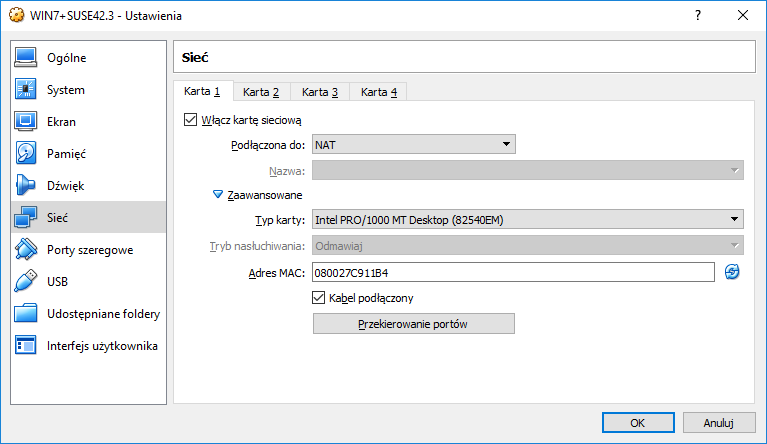 WIN7+SUSE42.3 - Ustawienia
?
Ogólne
System
Ekran
Pamięć
Dźwięk
Sieć
Porty szeregowe
USB
Udostępniane foldery
Interfejs użytkownika
Sieć
Karta 1 Karta 2 Karta 3 Karta 4
Włącz kartę sieciową
Podłączona do: NAT
Nazwa:
Zaawansowane
Typ karty: Intel PRO/1000 MT Desktop (82540EM)
Tryb nasłuchiwania: Odmawiaj
Adres MAC: 080027C911B4
Kabel podłączony
Przekierowanie portów
OK Anuluj